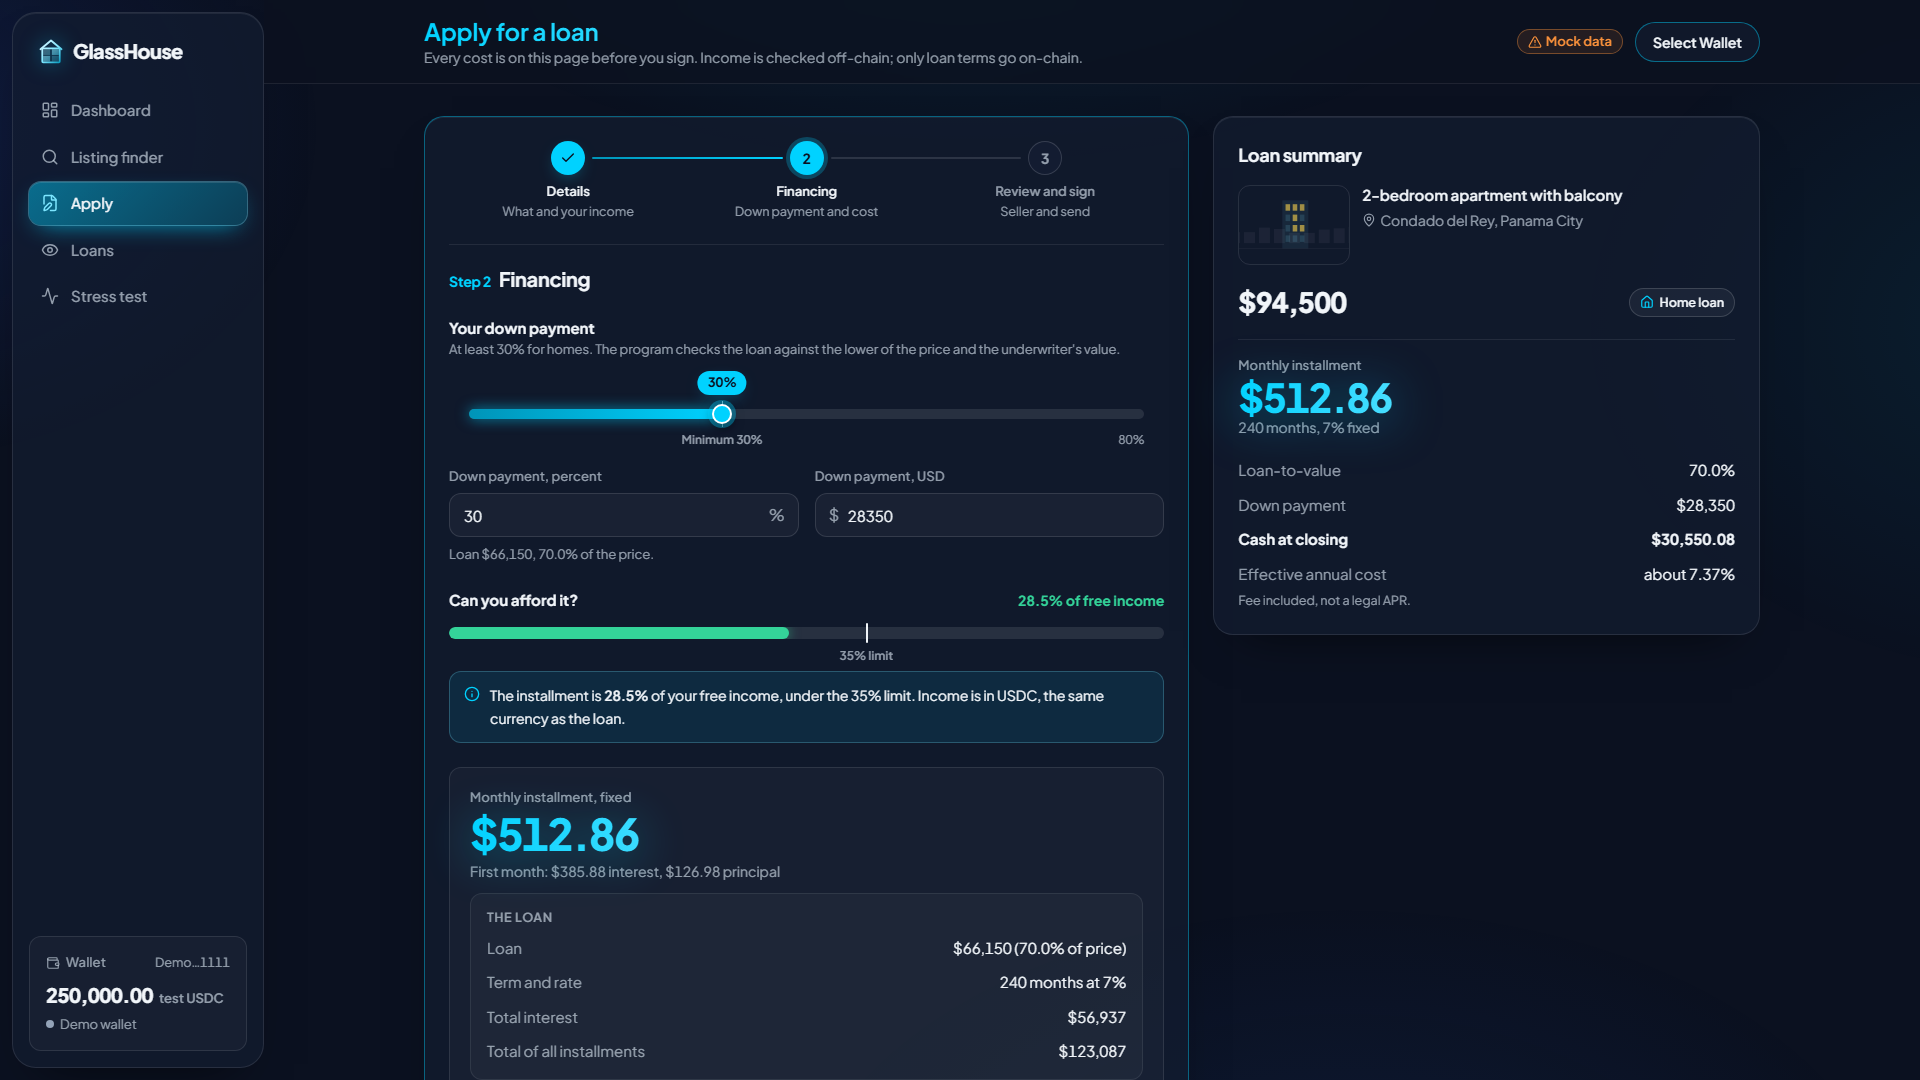 GlassHouse
Dashboard
Listing finder
Apply
Loans
Stress test
Wallet Demo...1111
250,000.00 test USDC
Demo wallet
Apply for a loan
Every cost is on this page before you sign. Income is checked off-chain; only loan terms go on-chain.
Mock data
Select Wallet
2
3
Details
What and your income
Financing
Down payment and cost
Review and sign
Seller and send
Step 2 Financing
Your down payment
At least 30% for homes. The program checks the loan against the lower of the price and the underwriter's value.
30%
Minimum 30%
80%
Down payment, percent
30 %
Down payment, USD
$ 28350
Loan $66,150, 70.0% of the price.
Can you afford it? 28.5% of free income
35% limit
The installment is 28.5% of your free income, under the 35% limit. Income is in USDC, the same
currency as the loan.
Monthly installment, fixed
$512.86
First month: $385.88 interest, $126.98 principal
THE LOAN
Loan $66,150 (70.0% of price)
Term and rate 240 months at 7%
Total interest $56,937
Total of all installments $123,087
Loan summary
2-bedroom apartment with balcony
Condado del Rey, Panama City
$94,500
Home loan
Monthly installment
$512.86
240 months, 7% fixed
Loan-to-value 70.0%
Down payment $28,350
Cash at closing $30,550.08
Effective annual cost about 7.37%
Fee included, not a legal APR.